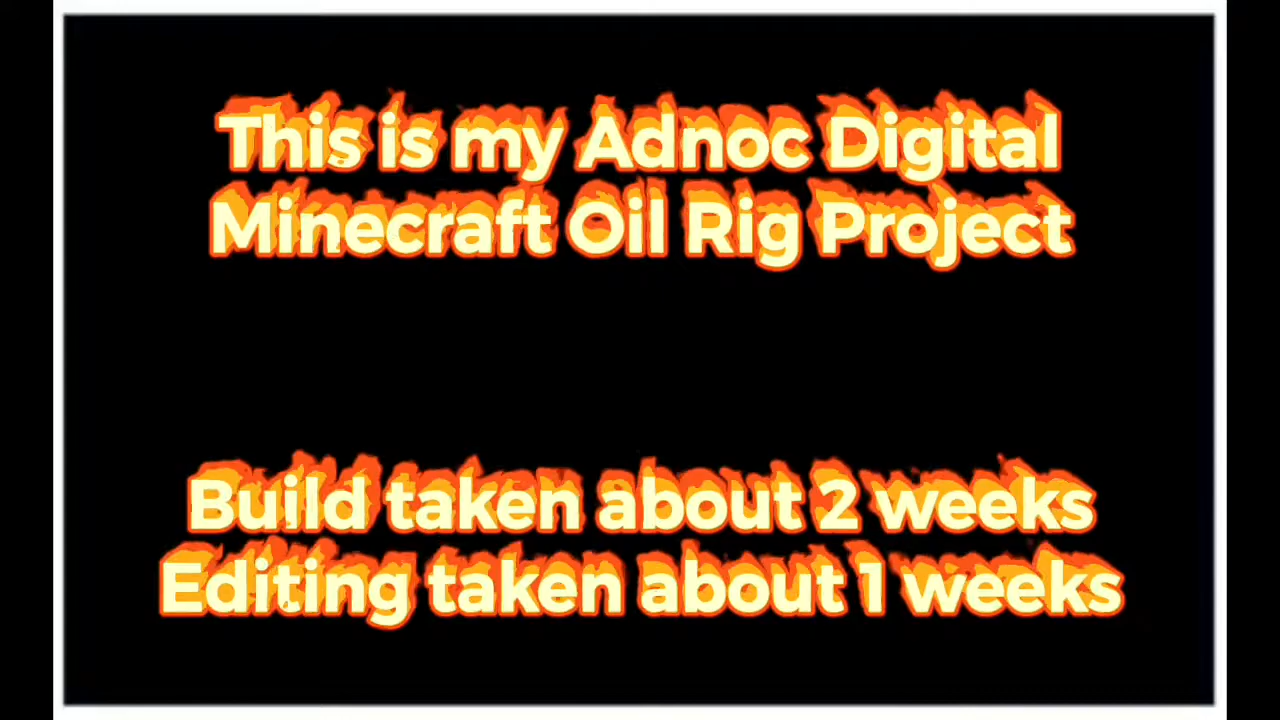 This is my Adnoc Digital
Minecraft Oil Rig Project
Build taken about 2 weeks
Editing taken about 1 weeks